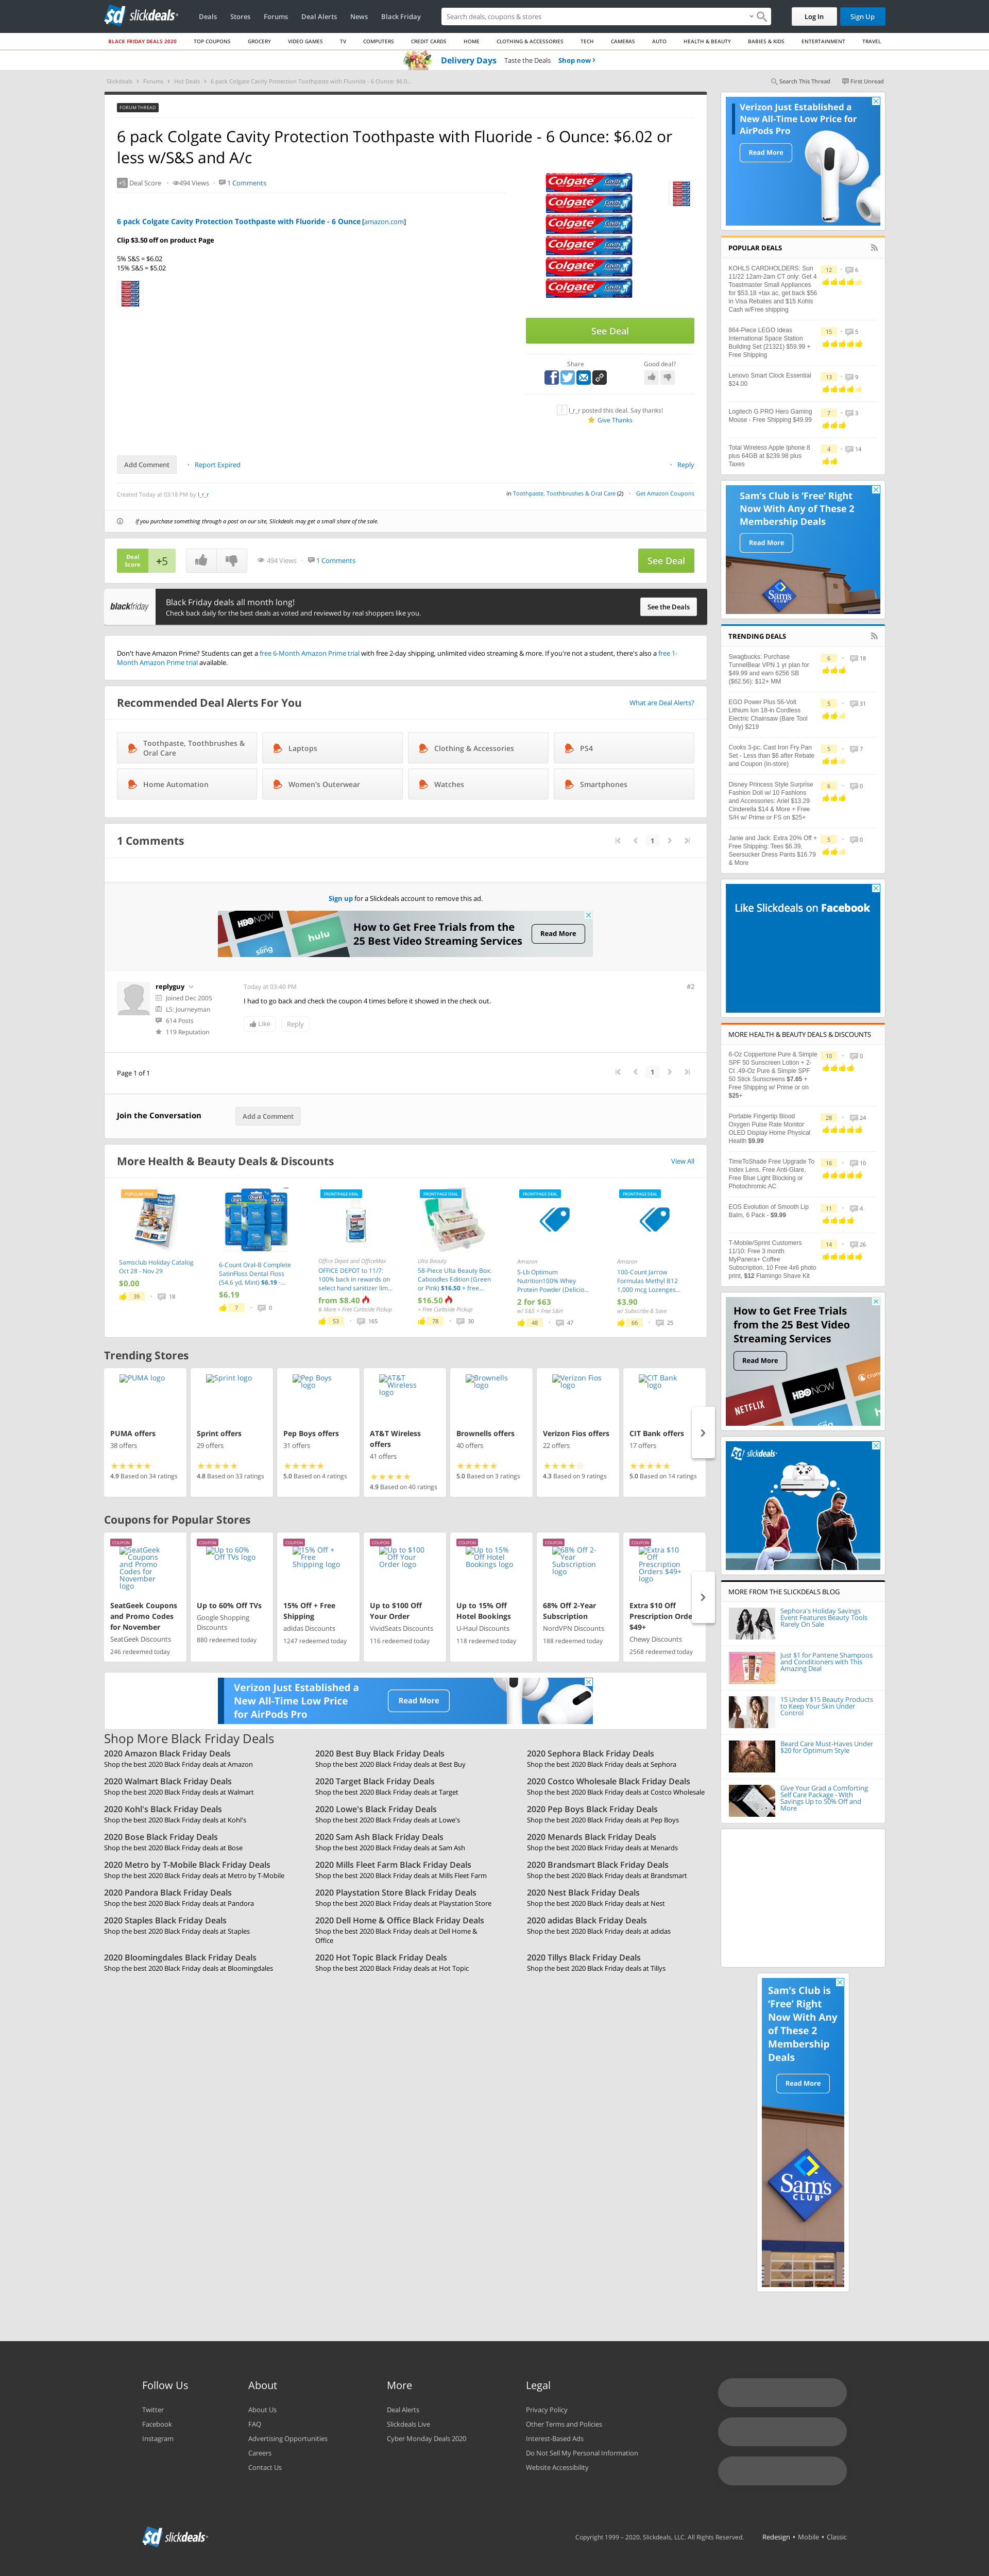 sd slickdeals
Deals Stores Forums Deal Alerts News Black Friday
Search deals, coupons & stores
Log In
Sign Up
BLACK FRIDAY DEALS 2020 TOP COUPONS GROCERY VIDEO GAMES TV COMPUTERS CREDIT CARDS HOME CLOTHING & ACCESSORIES TECH CAMERAS AUTO HEALTH & BEAUTY BABIES & KIDS ENTERTAINMENT TRAVEL
Delivery Days Taste the Deals Shop now ›
Slickdeals › Forums › Hot Deals › 6 pack Colgate Cavity Protection Toothpaste with Fluoride - 6 Ounce: $6.0...
Search This Thread First Unread
FORUM THREAD
6 pack Colgate Cavity Protection Toothpaste with Fluoride - 6 Ounce: $6.02 or
less w/S&S and A/c
+5 Deal Score · 494 Views · 1 Comments
6 pack Colgate Cavity Protection Toothpaste with Fluoride - 6 Ounce [amazon.com]
Clip $3.50 off on product Page
5% S&S = $6.02
15% S&S = $5.02
Colgate
Colgate
Colgate
Colgate
Colgate
Colgate
See Deal
Share
Good deal?
l_r_r posted this deal. Say thanks!
Give Thanks
Add Comment · Report Expired · Reply
Created Today at 03:18 PM by l_r_r
in Toothpaste, Toothbrushes & Oral Care (2) · Get Amazon Coupons
If you purchase something through a post on our site, Slickdeals may get a small share of the sale.
Deal
Score
+5
494 Views · 1 Comments
See Deal
blackfriday
Black Friday deals all month long!
Check back daily for the best deals as voted and reviewed by real shoppers like you.
See the Deals
Don't have Amazon Prime? Students can get a free 6-Month Amazon Prime trial with free 2-day shipping, unlimited video streaming & more. If you're not a student, there's also a free 1-
Month Amazon Prime trial available.
Recommended Deal Alerts For You
What are Deal Alerts?
Toothpaste, Toothbrushes &
Oral Care
Laptops
Clothing & Accessories
PS4
Home Automation
Women's Outerwear
Watches
Smartphones
1 Comments
1
Sign up for a Slickdeals account to remove this ad.
HBO NOW
sling
hulu
How to Get Free Trials from the
25 Best Video Streaming Services
Read More
replyguy
Joined Dec 2005
L5: Journeyman
614 Posts
119 Reputation
Today at 03:40 PM
#2
I had to go back and check the coupon 4 times before it showed in the check out.
Like
Reply
Page 1 of 1
1
Join the Conversation
Add a Comment
More Health & Beauty Deals & Discounts
View All
POPULAR DEAL
Samsclub Holiday Catalog
Oct 28 - Nov 29
$0.00
39 · 18
6-Count Oral-B Complete
SatinFloss Dental Floss
(54.6 yd, Mint) $6.19 -...
$6.19
7 · 0
FRONTPAGE DEAL
Office Depot and OfficeMax
OFFICE DEPOT to 11/7:
100% back in rewards on
select hand sanitizer lim...
from $8.40
& More + Free Curbside Pickup
53 · 165
FRONTPAGE DEAL
Ulta Beauty
58-Piece Ulta Beauty Box:
Caboodles Edition (Green
or Pink) $16.50 + free...
$16.50
+ Free Curbside Pickup
78 · 30
FRONTPAGE DEAL
Amazon
5-Lb Optimum
Nutrition100% Whey
Protein Powder (Delicio...
2 for $63
w/ S&S + Free S&H
48 · 47
FRONTPAGE DEAL
Amazon
100-Count Jarrow
Formulas Methyl B12
1,000 mcg Lozenges...
$3.90
w/ Subscribe & Save
66 · 25
Trending Stores
PUMA logo
PUMA offers
38 offers
4.9 Based on 34 ratings
Sprint logo
Sprint offers
29 offers
4.8 Based on 33 ratings
Pep Boys
logo
Pep Boys offers
31 offers
5.0 Based on 4 ratings
AT&T
Wireless
logo
AT&T Wireless
offers
41 offers
4.9 Based on 40 ratings
Brownells
logo
Brownells offers
40 offers
5.0 Based on 3 ratings
Verizon Fios
logo
Verizon Fios offers
22 offers
4.3 Based on 9 ratings
CIT Bank
logo
CIT Bank offers
17 offers
5.0 Based on 14 ratings
Coupons for Popular Stores
COUPON
SeatGeek
Coupons
and Promo
Codes for
November
logo
SeatGeek Coupons
and Promo Codes
for November
SeatGeek Discounts
246 redeemed today
COUPON
Up to 60%
Off TVs logo
Up to 60% Off TVs
Google Shopping
Discounts
880 redeemed today
COUPON
15% Off +
Free
Shipping logo
15% Off + Free
Shipping
adidas Discounts
1247 redeemed today
COUPON
Up to $100
Off Your
Order logo
Up to $100 Off
Your Order
VividSeats Discounts
116 redeemed today
COUPON
Up to 15%
Off Hotel
Bookings logo
Up to 15% Off
Hotel Bookings
U-Haul Discounts
118 redeemed today
COUPON
68% Off 2-
Year
Subscription
logo
68% Off 2-Year
Subscription
NordVPN Discounts
188 redeemed today
COUPON
Extra $10
Off
Prescription
Orders $49+
logo
Extra $10 Off
Prescription Orde
$49+
Chewy Discounts
2568 redeemed today
Verizon Just Established a
New All-Time Low Price
for AirPods Pro
Read More
Shop More Black Friday Deals
2020 Amazon Black Friday Deals
Shop the best 2020 Black Friday deals at Amazon
2020 Best Buy Black Friday Deals
Shop the best 2020 Black Friday deals at Best Buy
2020 Sephora Black Friday Deals
Shop the best 2020 Black Friday deals at Sephora
2020 Walmart Black Friday Deals
Shop the best 2020 Black Friday deals at Walmart
2020 Target Black Friday Deals
Shop the best 2020 Black Friday deals at Target
2020 Costco Wholesale Black Friday Deals
Shop the best 2020 Black Friday deals at Costco Wholesale
2020 Kohl's Black Friday Deals
Shop the best 2020 Black Friday deals at Kohl's
2020 Lowe's Black Friday Deals
Shop the best 2020 Black Friday deals at Lowe's
2020 Pep Boys Black Friday Deals
Shop the best 2020 Black Friday deals at Pep Boys
2020 Bose Black Friday Deals
Shop the best 2020 Black Friday deals at Bose
2020 Sam Ash Black Friday Deals
Shop the best 2020 Black Friday deals at Sam Ash
2020 Menards Black Friday Deals
Shop the best 2020 Black Friday deals at Menards
2020 Metro by T-Mobile Black Friday Deals
Shop the best 2020 Black Friday deals at Metro by T-Mobile
2020 Mills Fleet Farm Black Friday Deals
Shop the best 2020 Black Friday deals at Mills Fleet Farm
2020 Brandsmart Black Friday Deals
Shop the best 2020 Black Friday deals at Brandsmart
2020 Pandora Black Friday Deals
Shop the best 2020 Black Friday deals at Pandora
2020 Playstation Store Black Friday Deals
Shop the best 2020 Black Friday deals at Playstation Store
2020 Nest Black Friday Deals
Shop the best 2020 Black Friday deals at Nest
2020 Staples Black Friday Deals
Shop the best 2020 Black Friday deals at Staples
2020 Dell Home & Office Black Friday Deals
Shop the best 2020 Black Friday deals at Dell Home &
Office
2020 adidas Black Friday Deals
Shop the best 2020 Black Friday deals at adidas
2020 Bloomingdales Black Friday Deals
Shop the best 2020 Black Friday deals at Bloomingdales
2020 Hot Topic Black Friday Deals
Shop the best 2020 Black Friday deals at Hot Topic
2020 Tillys Black Friday Deals
Shop the best 2020 Black Friday deals at Tillys
Verizon Just Established a
New All-Time Low Price for
AirPods Pro
Read More
POPULAR DEALS
KOHLS CARDHOLDERS: Sun
11/22 12am-2am CT only: Get 4
Toastmaster Small Appliances
for $53.18 +tax ac, get back $56
in Visa Rebates and $15 Kohls
Cash w/Free shipping
12 · 6
864-Piece LEGO Ideas
International Space Station
Building Set (21321) $59.99 +
Free Shipping
15 · 5
Lenovo Smart Clock Essential
$24.00
13 · 9
Logitech G PRO Hero Gaming
Mouse - Free Shipping $49.99
7 · 3
Total Wireless Apple Iphone 8
plus 64GB at $239.98 plus
Taxes
4 · 14
Sam's Club is 'Free' Right
Now With Any of These 2
Membership Deals
Read More
Sam's
CLUB
TRENDING DEALS
Swagbucks: Purchase
TunnelBear VPN 1 yr plan for
$49.99 and earn 6256 SB
($62.56): $12+ MM
6 · 18
EGO Power Plus 56-Volt
Lithium Ion 18-in Cordless
Electric Chainsaw (Bare Tool
Only) $219
5 · 31
Cooks 3-pc. Cast Iron Fry Pan
Set - Less than $6 after Rebate
and Coupon (in-store)
5 · 7
Disney Princess Style Surprise
Fashion Doll w/ 10 Fashions
and Accessories: Ariel $13.29
Cinderella $14 & More + Free
S/H w/ Prime or FS on $25+
6 · 0
Janie and Jack: Extra 20% Off +
Free Shipping: Tees $6.39,
Seersucker Dress Pants $16.79
& More
5 · 0
Like Slickdeals on Facebook
MORE HEALTH & BEAUTY DEALS & DISCOUNTS
6-Oz Coppertone Pure & Simple
SPF 50 Sunscreen Lotion + 2-
Ct .49-Oz Pure & Simple SPF
50 Stick Sunscreens $7.65 +
Free Shipping w/ Prime or on
$25+
10 · 0
Portable Fingertip Blood
Oxygen Pulse Rate Monitor
OLED Display Home Physical
Health $9.99
28 · 24
TimeToShade Free Upgrade To
Index Lens, Free Anti-Glare,
Free Blue Light Blocking or
Photochromic AC
16 · 10
EOS Evolution of Smooth Lip
Balm, 6 Pack - $9.99
11 · 4
T-Mobile/Sprint Customers
11/10: Free 3 month
MyPanera+ Coffee
Subscription, 10 Free 4x6 photo
print, $12 Flamingo Shave Kit
14 · 26
How to Get Free Trials
from the 25 Best Video
Streaming Services
Read More
NETFLIX
HBO NOW
sling
hulu
sd slickdeals
MORE FROM THE SLICKDEALS BLOG
Sephora's Holiday Savings
Event Features Beauty Tools
Rarely On Sale
Just $1 for Pantene Shampoos
and Conditioners with This
Amazing Deal
15 Under $15 Beauty Products
to Keep Your Skin Under
Control
Beard Care Must-Haves Under
$20 for Optimum Style
Give Your Grad a Comforting
Self Care Package - With
Savings Up to 50% Off and
More
Sam's Club is
'Free' Right
Now With Any
of These 2
Membership
Deals
Read More
Sam's
CLUB
Follow Us
Twitter
Facebook
Instagram
About
About Us
FAQ
Advertising Opportunities
Careers
Contact Us
More
Deal Alerts
Slickdeals Live
Cyber Monday Deals 2020
Legal
Privacy Policy
Other Terms and Policies
Interest-Based Ads
Do Not Sell My Personal Information
Website Accessibility
sd slickdeals
Copyright 1999 – 2020. Slickdeals, LLC. All Rights Reserved.
Redesign • Mobile • Classic